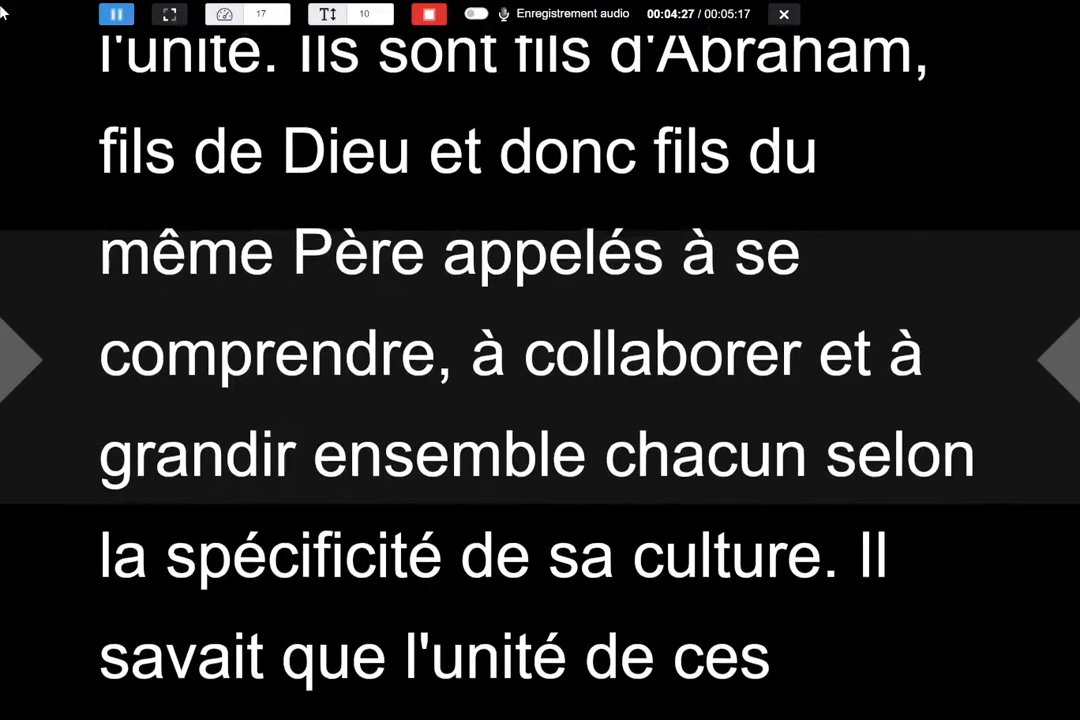 17 10 Enregistrement audio 00:04:27 / 00:05:17
l'unité. Ils sont fils d'Abraham,
fils de Dieu et donc fils du
même Père appelés à se
comprendre, à collaborer et à
grandir ensemble chacun selon
la spécificité de sa culture. Il
savait que l'unité de ces